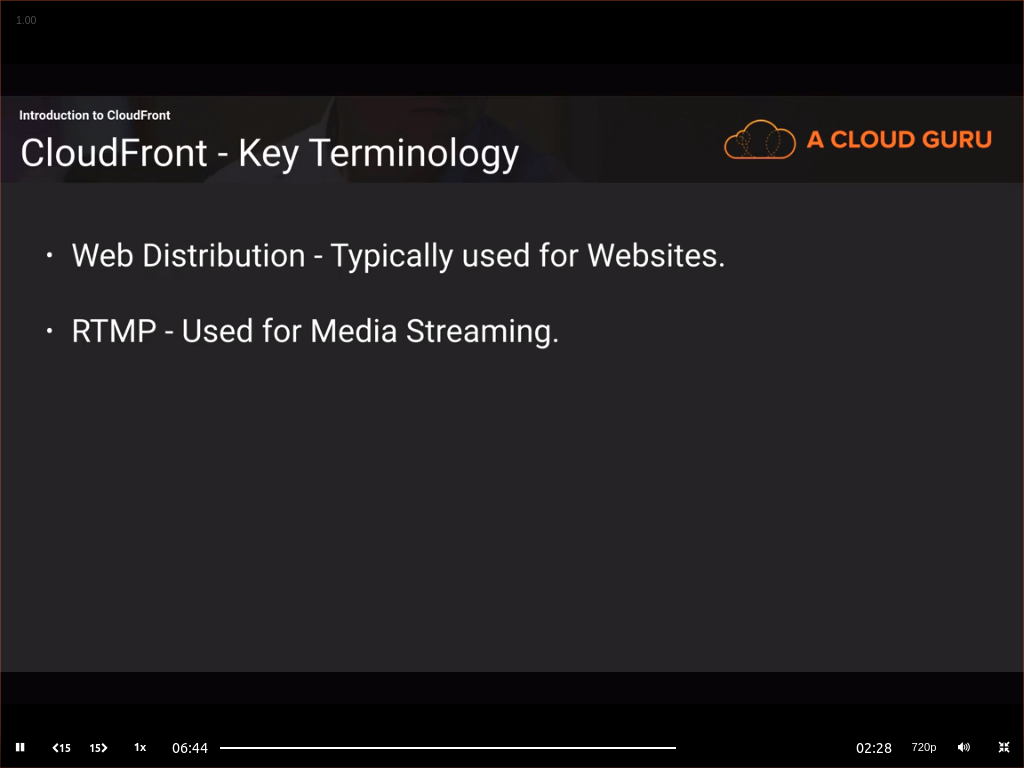 1.00
Introduction to CloudFront
CloudFront - Key Terminology
A CLOUD GURU
• Web Distribution - Typically used for Websites.
• RTMP - Used for Media Streaming.
15 15 1x 06:44 02:28 720p